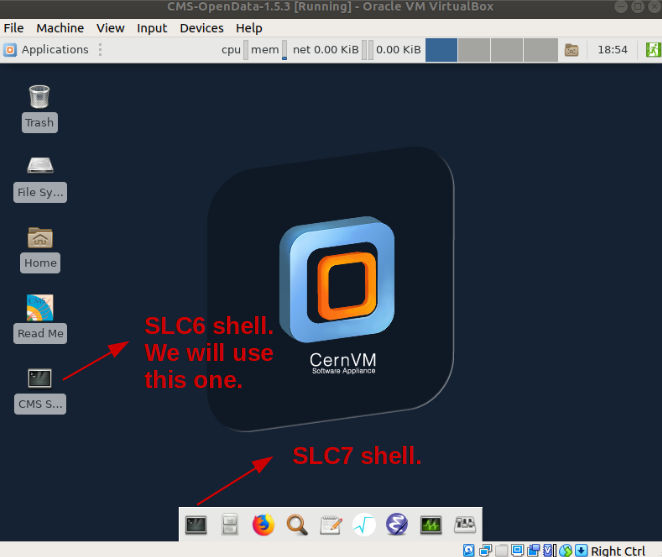 CMS-OpenData-1.5.3 [Running] - Oracle VM VirtualBox
File Machine View Input Devices Help
Applications cpu mem net 0.00 KiB 0.00 KiB 18:54
Trash
File Sy...
Home
Read Me
SLC6 shell.
We will use
this one.
CernVM
Software Appliance
CMS S...
SLC7 shell.
Right Ctrl